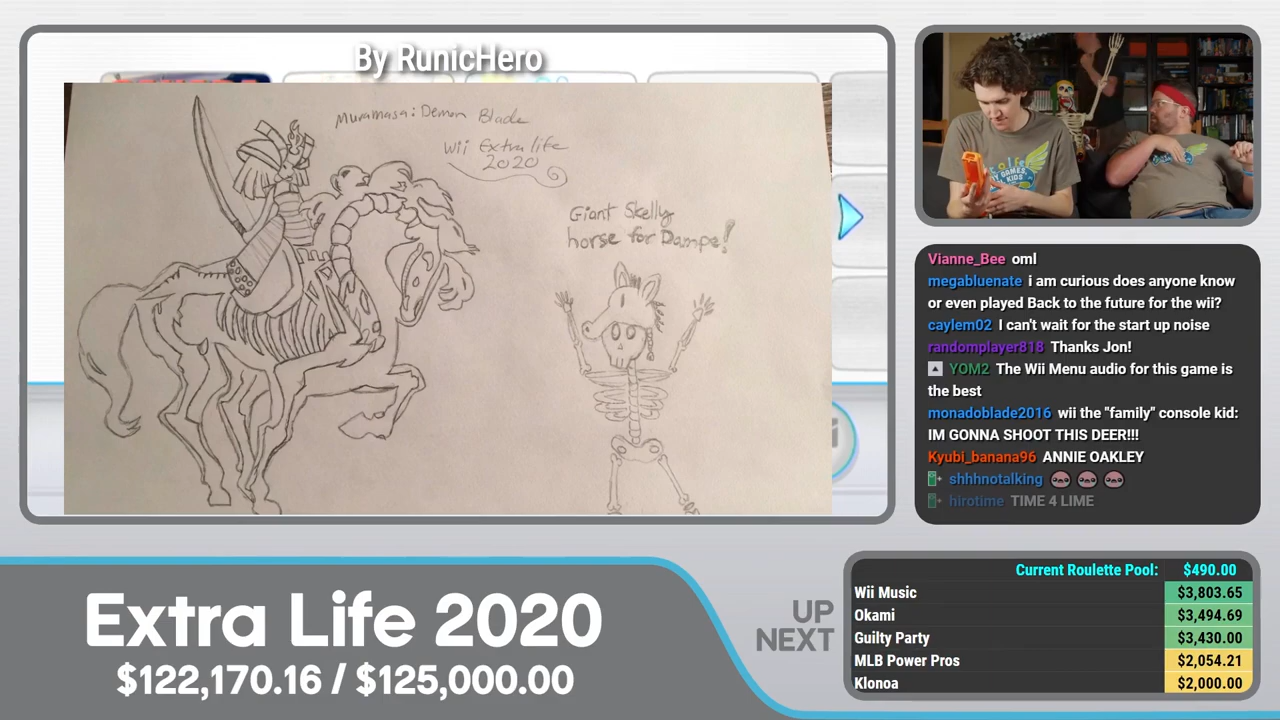 By RunicHero
Muramasa: Demon Blade
Wii Extra life
2020
Giant Skelly
horse for Dampe!
Vianne_Bee oml
megabluenate i am curious does anyone know
or even played Back to the future for the wii?
caylem02 I can't wait for the start up noise
randomplayer818 Thanks Jon!
YOM2 The Wii Menu audio for this game is
the best
monadoblade2016 wii the "family" console kid:
IM GONNA SHOOT THIS DEER!!!
Kyubi_banana96 ANNIE OAKLEY
shhhnotalking
hirotime TIME 4 LIME
Extra Life 2020
$122,170.16 / $125,000.00
UP
NEXT
Current Roulette Pool: $490.00
Wii Music $3,803.65
Okami $3,494.69
Guilty Party $3,430.00
MLB Power Pros $2,054.21
Klonoa $2,000.00